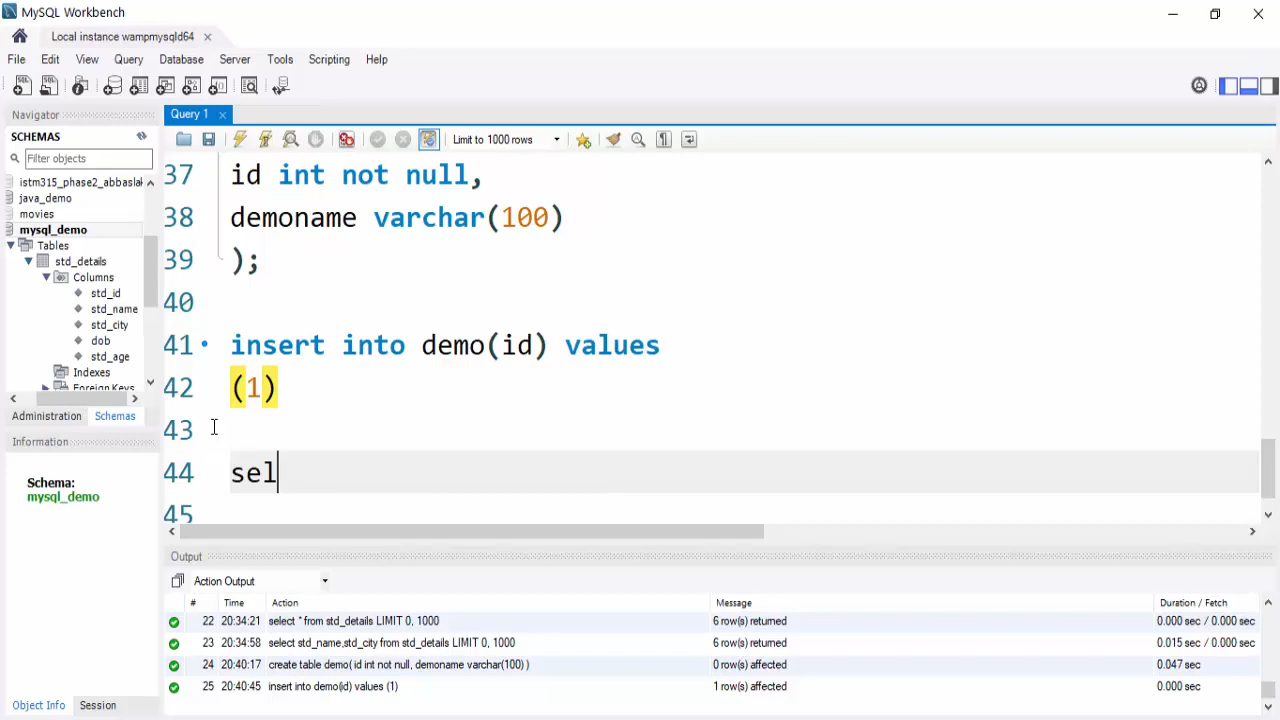 MySQL Workbench
Local instance wampmysqld64 ×
File Edit View Query Database Server Tools Scripting Help
Navigator
SCHEMAS
Filter objects
istm315_phase2_abbaslak
java_demo
movies
mysql_demo
Tables
std_details
Columns
std_id
std_name
std_city
dob
std_age
Indexes
Foreign Keys
Administration Schemas
Information
Schema:
mysql_demo
Object Info Session
Query 1 ×
Limit to 1000 rows
37 id int not null,
38 demoname varchar(100)
39 );
40
41 insert into demo(id) values
42 (1)
43
44 sel
45
Output
Action Output
# Time Action Message Duration / Fetch
22 20:34:21 select * from std_details LIMIT 0, 1000 6 row(s) returned 0.000 sec / 0.000 sec
23 20:34:58 select std_name,std_city from std_details LIMIT 0, 1000 6 row(s) returned 0.015 sec / 0.000 sec
24 20:40:17 create table demo( id int not null, demoname varchar(100) ) 0 row(s) affected 0.047 sec
25 20:40:45 insert into demo(id) values (1) 1 row(s) affected 0.000 sec